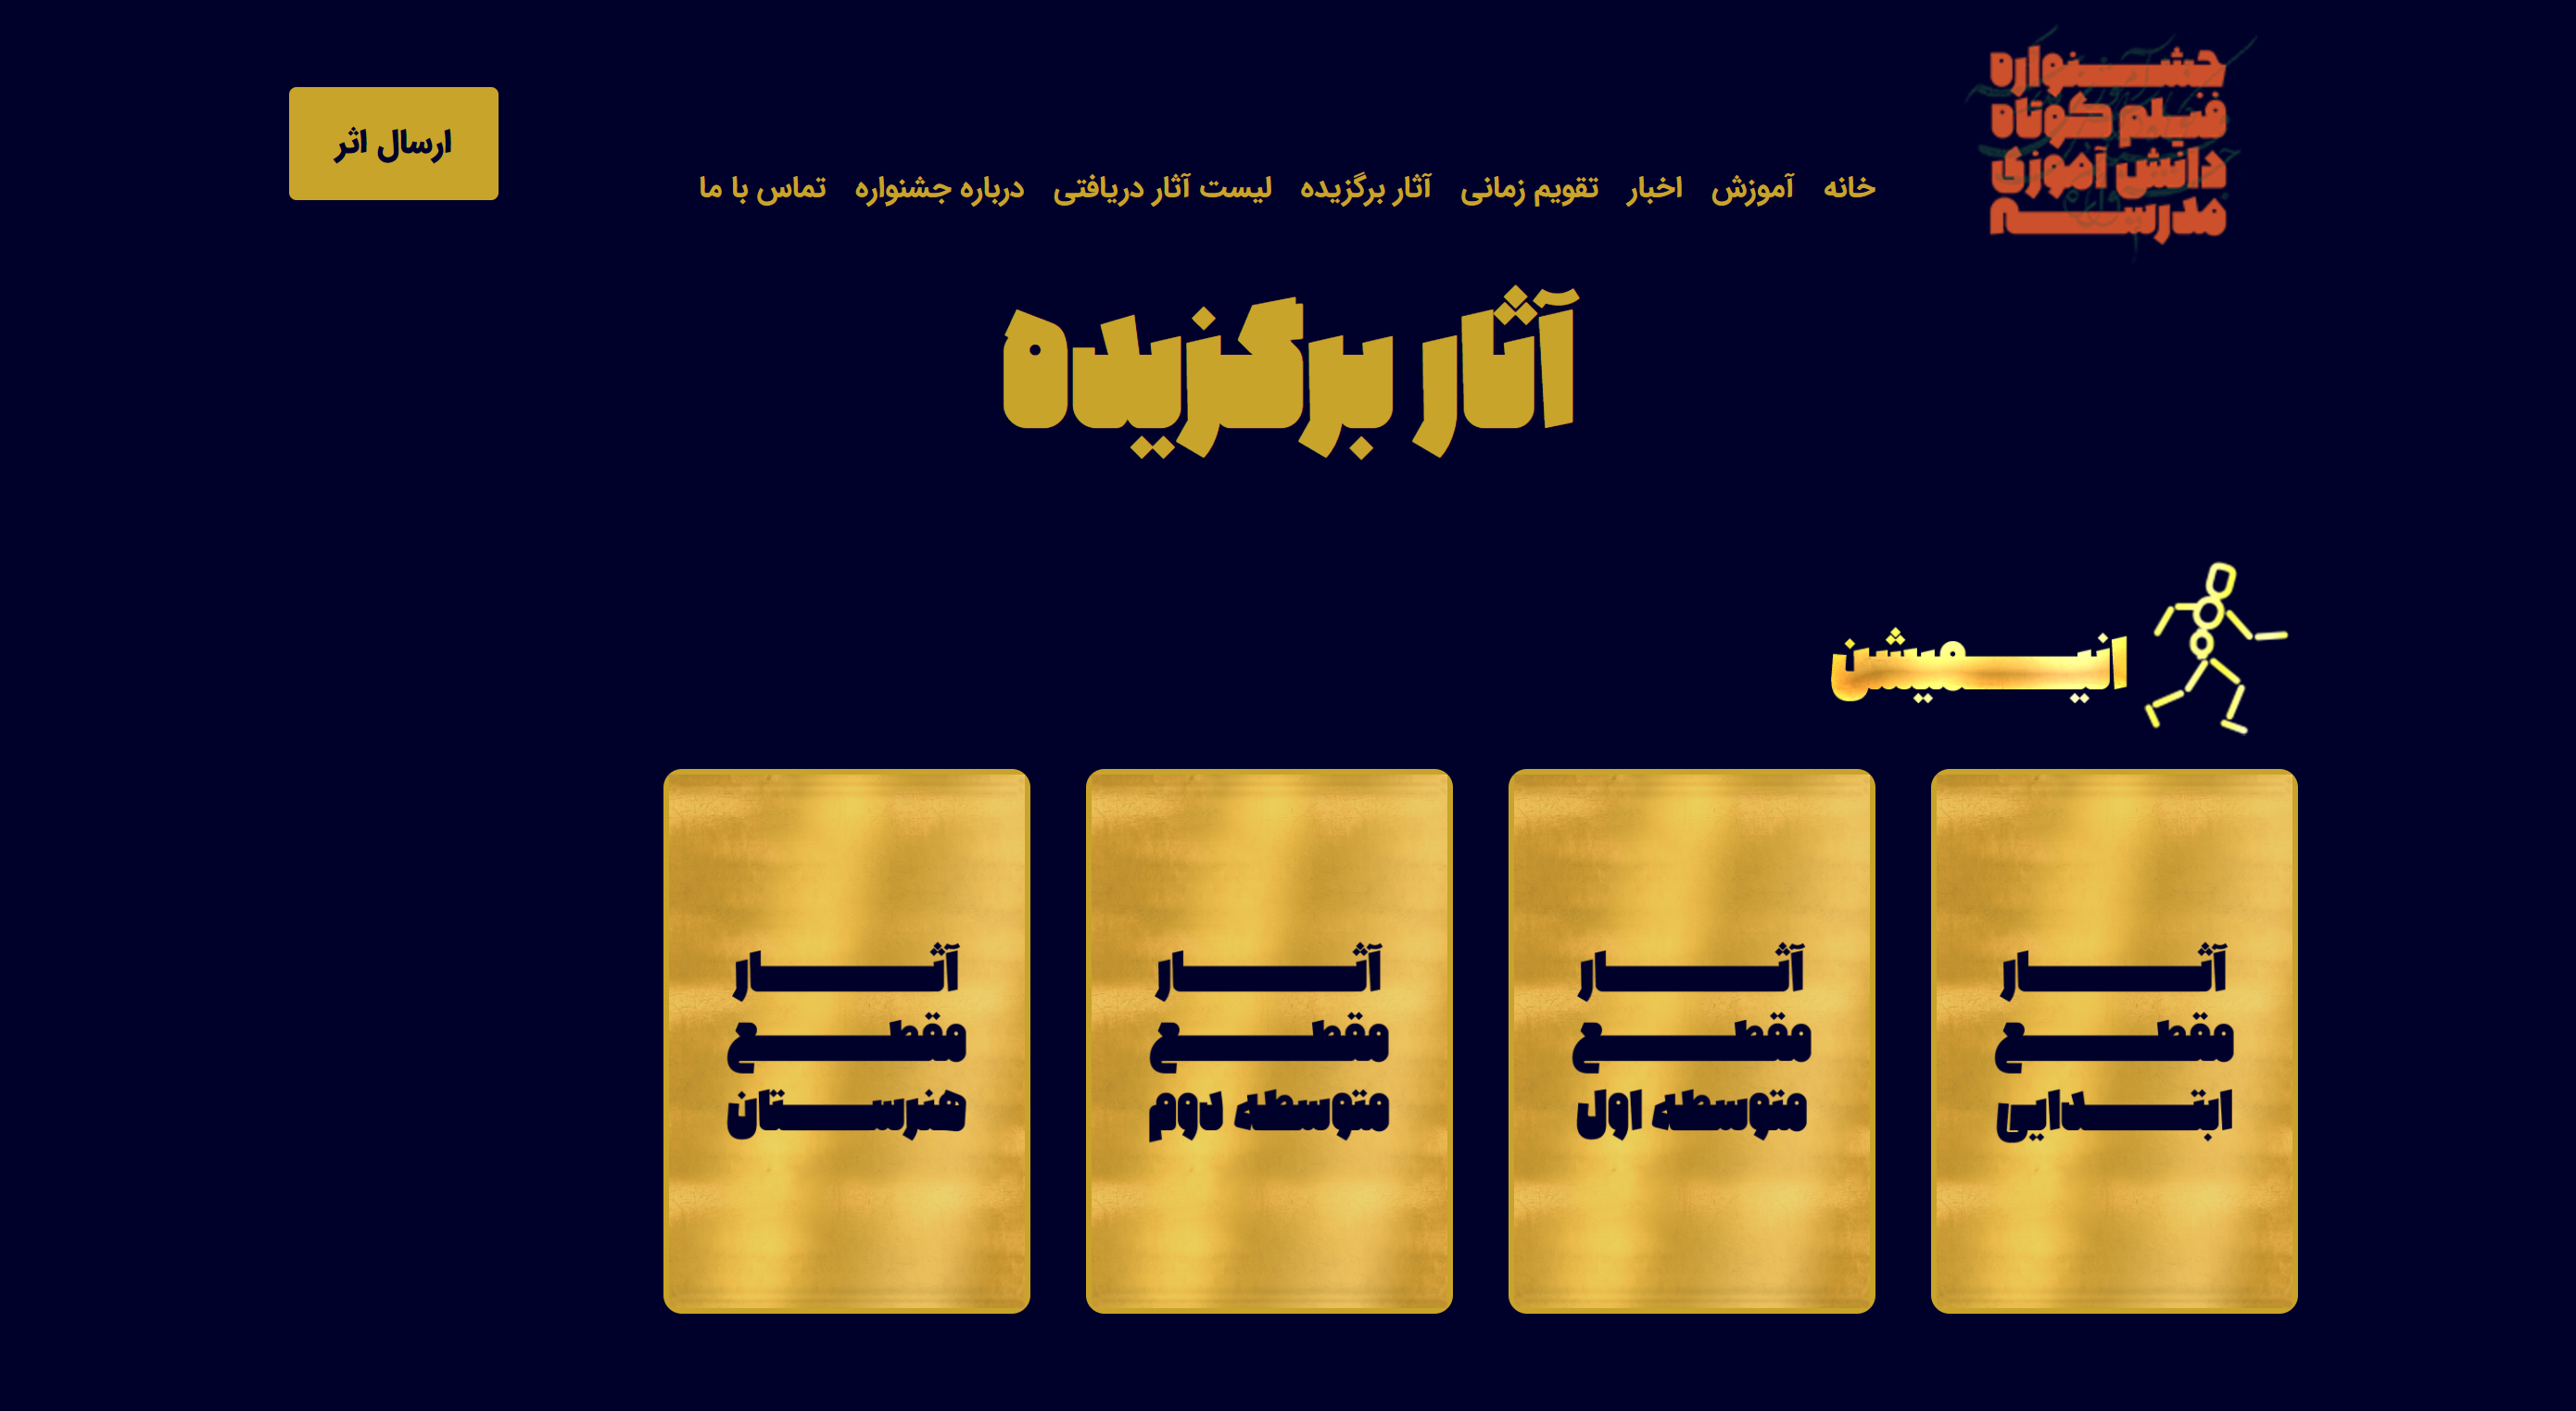 جشنواره
فیلم کوتاه
دانش آموزی
مدرسه
خانه
آموزش
اخبار
تقویم زمانی
آثار برگزیده
لیست آثار دریافتی
درباره جشنواره
تماس با ما
ارسال اثر
آثار برگزیده
انیمیشن
آثار
مقطع
ابتدایی
آثار
مقطع
متوسطه اول
آثار
مقطع
متوسطه دوم
آثار
مقطع
هنرستان